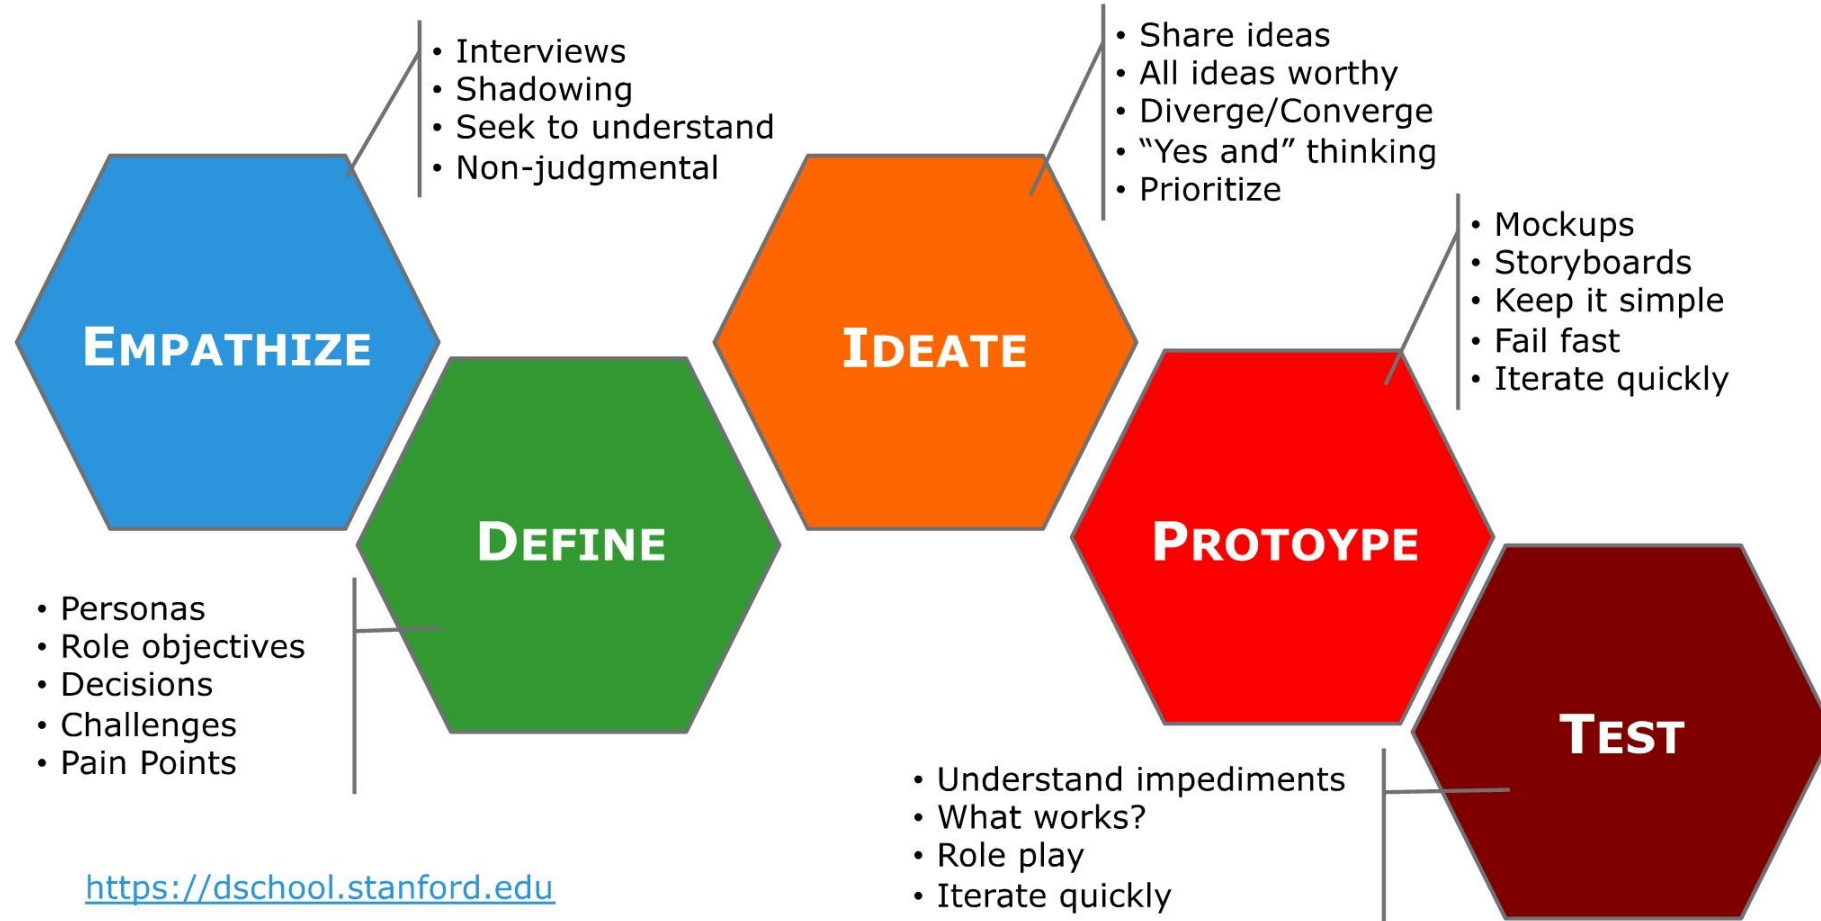 EMPATHIZE
• Interviews
• Shadowing
• Seek to understand
• Non-judgmental
DEFINE
• Personas
• Role objectives
• Decisions
• Challenges
• Pain Points
IDEATE
• Share ideas
• All ideas worthy
• Diverge/Converge
• “Yes and” thinking
• Prioritize
PROTOYPE
• Mockups
• Storyboards
• Keep it simple
• Fail fast
• Iterate quickly
TEST
• Understand impediments
• What works?
• Role play
• Iterate quickly
https://dschool.stanford.edu